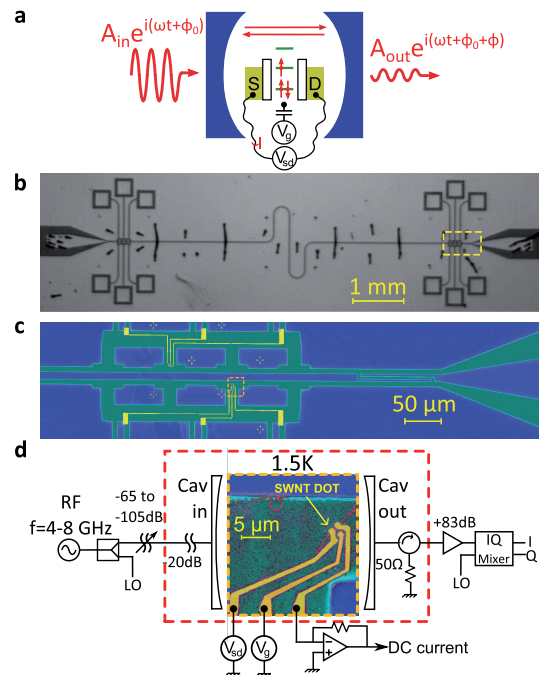 a
A_in e^i(ωt+ϕ₀)
A_out e^i(ωt+ϕ₀+ϕ)
S
D
V_g
I
V_sd
b
1 mm
c
50 µm
d
1.5K
RF
f=4-8 GHz
-65 to
-105dB
LO
-20dB
Cav
in
SWNT DOT
5 µm
Cav
out
50Ω
+83dB
LO
IQ
Mixer
I
Q
V_sd
V_g
DC current